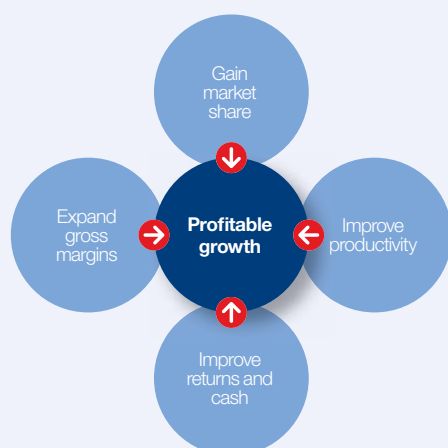 Gain
market
share
Expand
gross
margins
Profitable
growth
Improve
productivity
Improve
returns and
cash